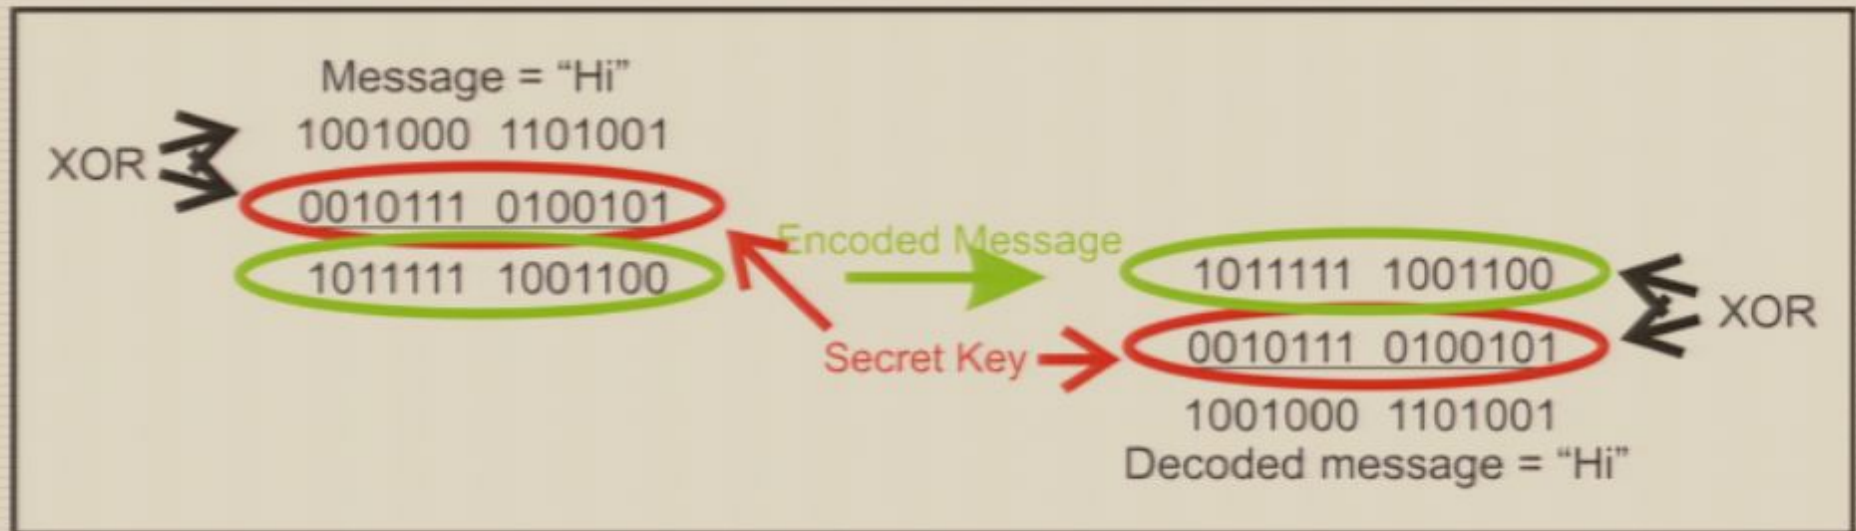 Message = “Hi”
1001000 1101001
XOR
0010111 0100101
1011111 1001100
Encoded Message
Secret Key
1011111 1001100
XOR
0010111 0100101
1001000 1101001
Decoded message = “Hi”